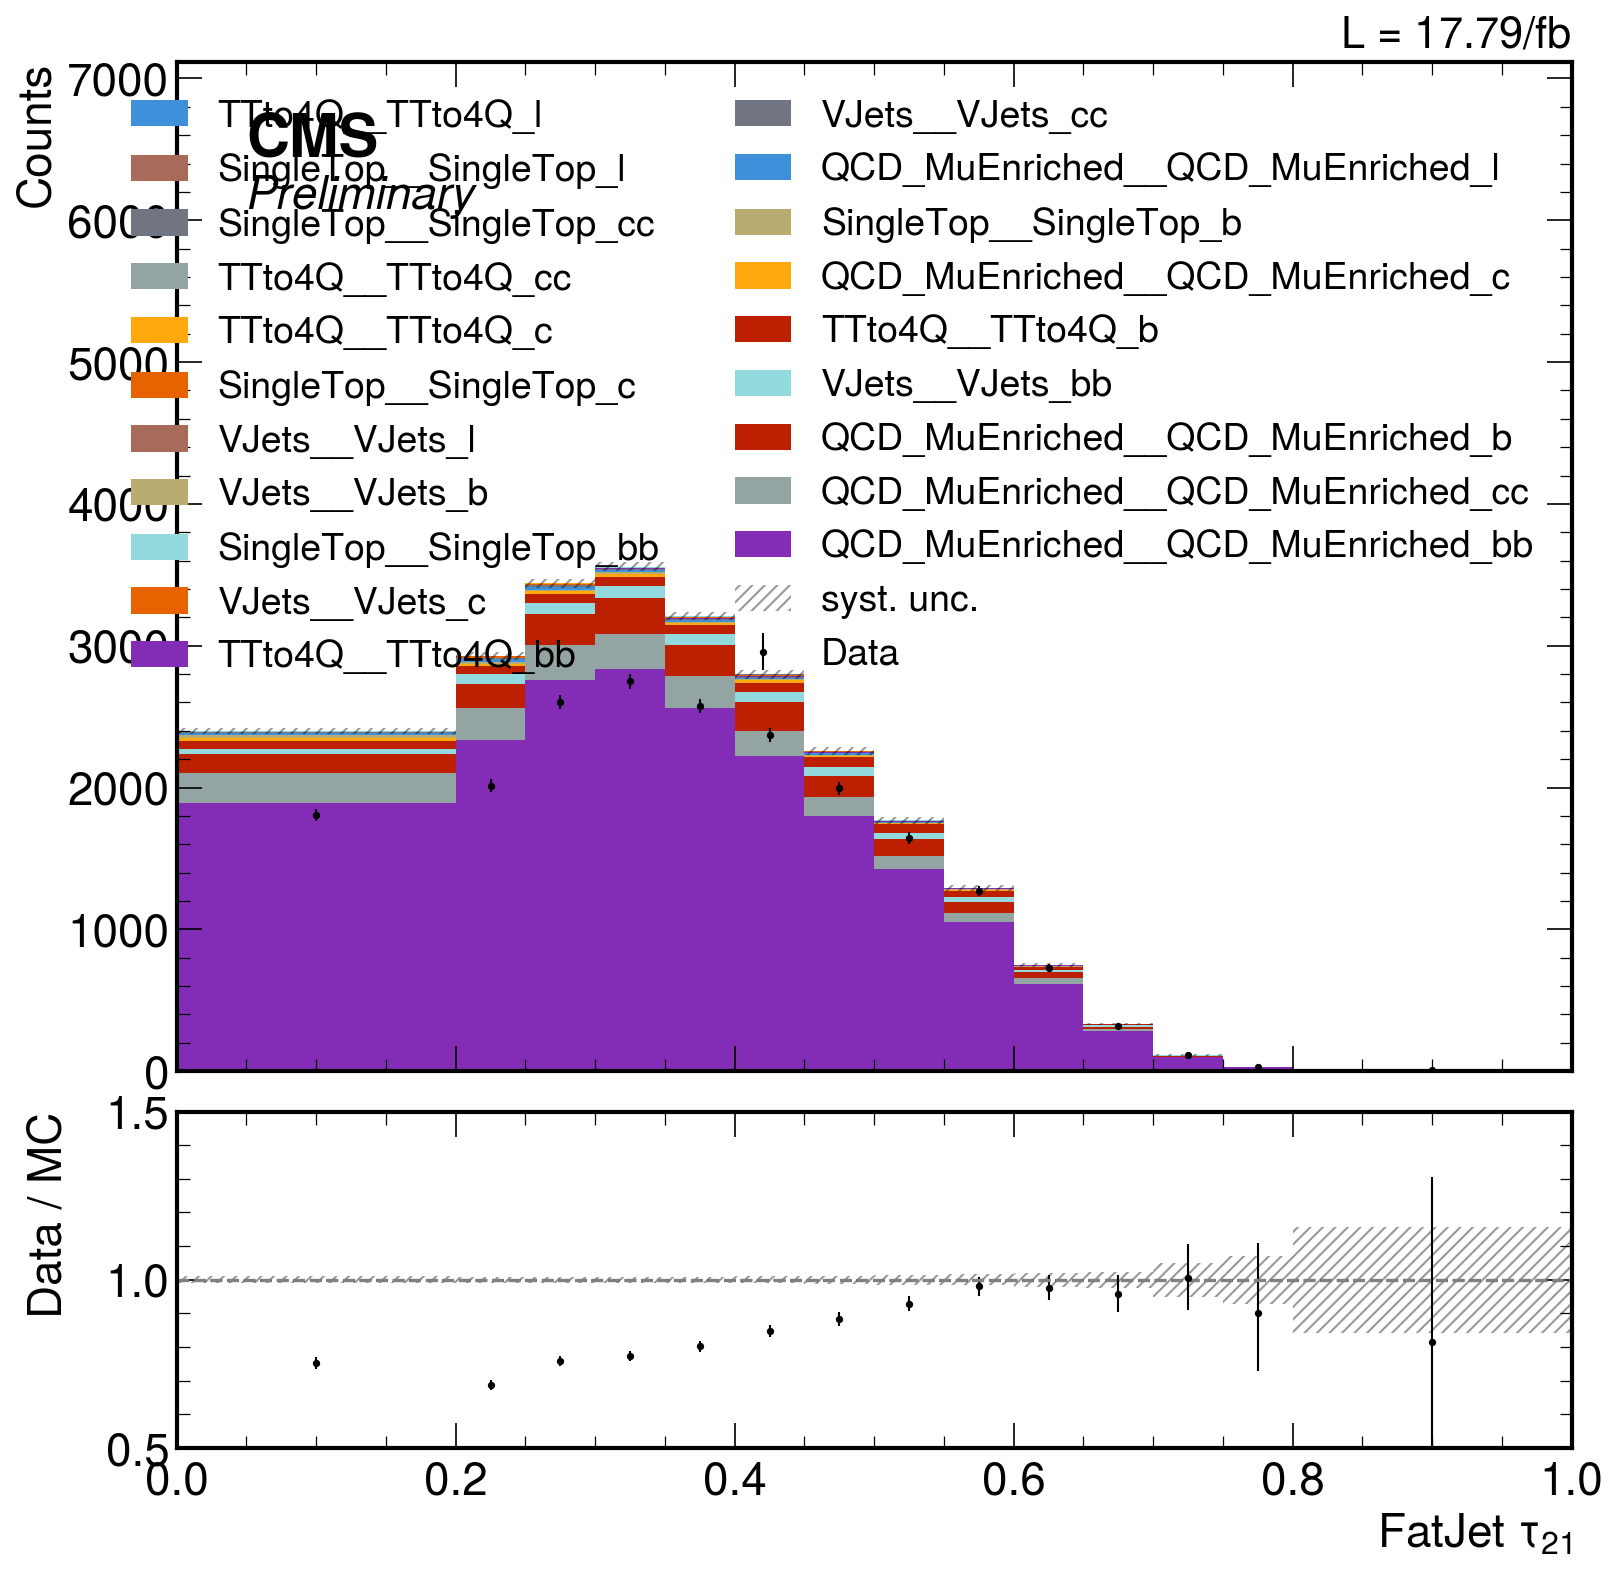 L = 17.79/fb
Counts
7000
6000
5000
4000
3000
2000
1000
0
CMS
Preliminary
TTto4Q__TTto4Q_l
SingleTop__SingleTop_l
SingleTop__SingleTop_cc
TTto4Q__TTto4Q_cc
TTto4Q__TTto4Q_c
SingleTop__SingleTop_c
VJets__VJets_l
VJets__VJets_b
SingleTop__SingleTop_bb
VJets__VJets_c
TTto4Q__TTto4Q_bb
VJets__VJets_cc
QCD_MuEnriched__QCD_MuEnriched_l
SingleTop__SingleTop_b
QCD_MuEnriched__QCD_MuEnriched_c
TTto4Q__TTto4Q_b
VJets__VJets_bb
QCD_MuEnriched__QCD_MuEnriched_b
QCD_MuEnriched__QCD_MuEnriched_cc
QCD_MuEnriched__QCD_MuEnriched_bb
syst. unc.
Data
Data / MC
1.5
1.0
0.5
0.0 0.2 0.4 0.6 0.8 1.0
FatJet τ21